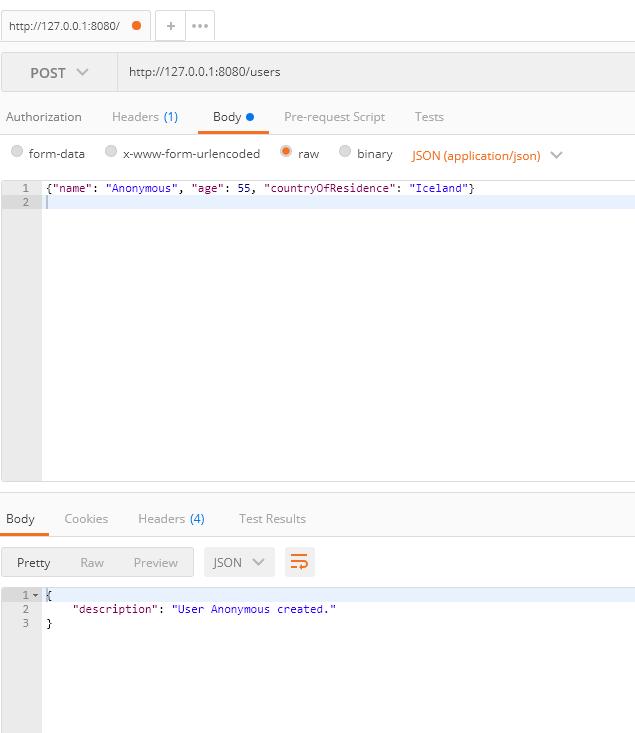 http://127.0.0.1:8080/ + •••
POST http://127.0.0.1:8080/users
Authorization Headers (1) Body Pre-request Script Tests
form-data x-www-form-urlencoded raw binary JSON (application/json)
1 {"name": "Anonymous", "age": 55, "countryOfResidence": "Iceland"}
2
Body Cookies Headers (4) Test Results
Pretty Raw Preview JSON
1 {
2 "description": "User Anonymous created."
3 }